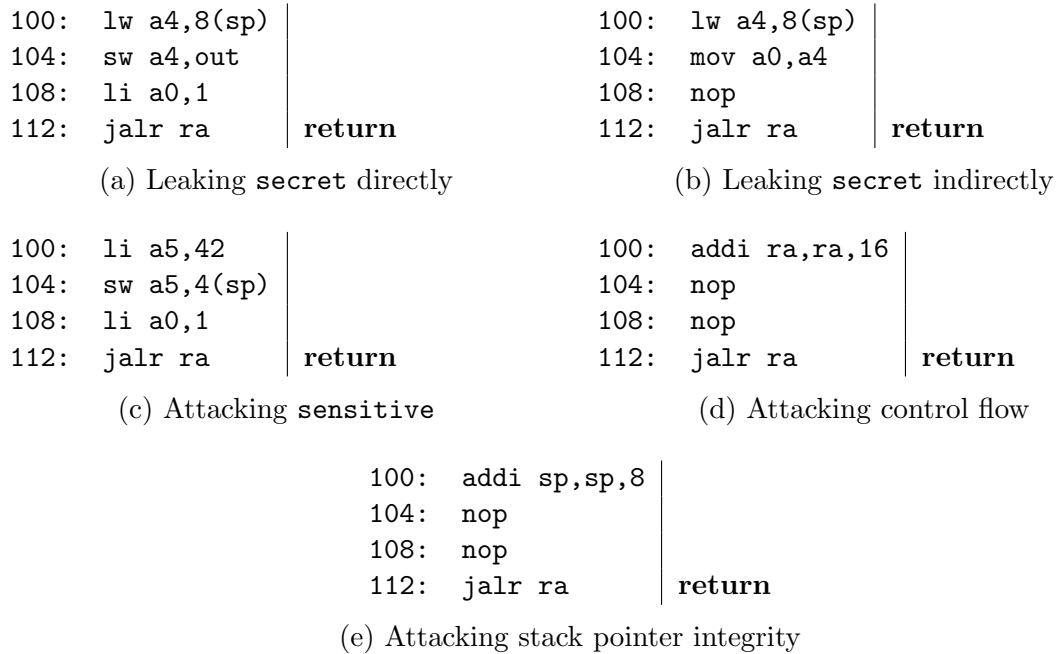 100: lw a4,8(sp)
104: sw a4,out
108: li a0,1
112: jalr ra return
(a) Leaking secret directly
100: lw a4,8(sp)
104: mov a0,a4
108: nop
112: jalr ra return
(b) Leaking secret indirectly
100: li a5,42
104: sw a5,4(sp)
108: li a0,1
112: jalr ra return
(c) Attacking sensitive
100: addi ra,ra,16
104: nop
108: nop
112: jalr ra return
(d) Attacking control flow
100: addi sp,sp,8
104: nop
108: nop
112: jalr ra return
(e) Attacking stack pointer integrity